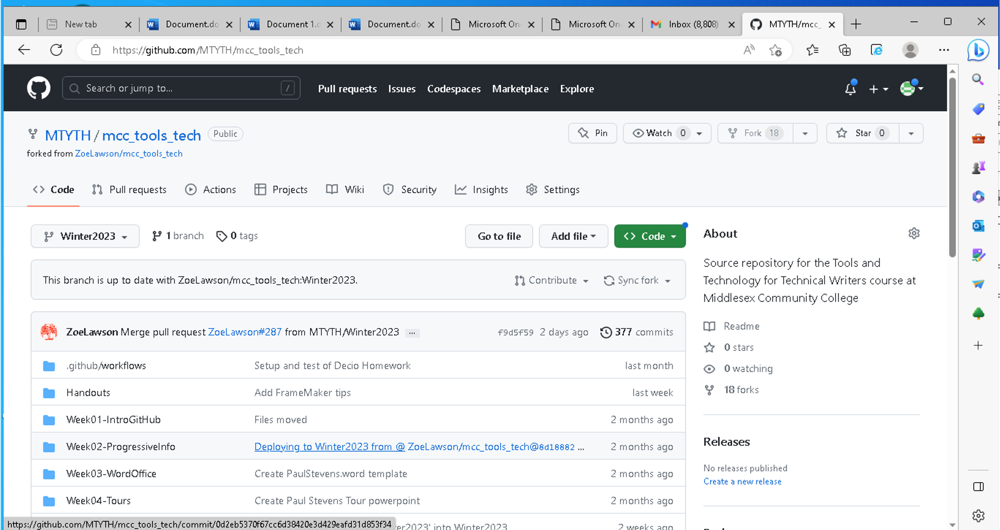 New tab
Document.do
Document 1.d
Document.do
Microsoft On
Microsoft On
Inbox (8,808)
MTYTH/mcc_
https://github.com/MTYTH/mcc_tools_tech
Search or jump to... /
Pull requests Issues Codespaces Marketplace Explore
MTYTH / mcc_tools_tech Public
Pin Watch 0 Fork 18 Star 0
forked from ZoeLawson/mcc_tools_tech
Code Pull requests Actions Projects Wiki Security Insights Settings
Winter2023 1 branch 0 tags Go to file Add file Code
This branch is up to date with ZoeLawson/mcc_tools_tech:Winter2023. Contribute Sync fork
ZoeLawson Merge pull request ZoeLawson#287 from MTYTH/Winter2023 ... f9d5f59 2 days ago 377 commits
.github/workflows Setup and test of Decio Homework last month
Handouts Add FrameMaker tips last week
Week01-IntroGitHub Files moved 2 months ago
Week02-ProgressiveInfo Deploying to Winter2023 from @ ZoeLawson/mcc_tools_tech@8d18882 ... 2 months ago
Week03-WordOffice Create PaulStevens.word template 2 months ago
Week04-Tours Create Paul Stevens Tour powerpoint 2 months ago
ter2023' into Winter2023 2 weeks ago
https://github.com/MTYTH/mcc_tools_tech/commit/0d2eb5370f67cc6d38420e3d429eafd31d853f34
About
Source repository for the Tools and
Technology for Technical Writers course at
Middlesex Community College
Readme
0 stars
0 watching
18 forks
Releases
No releases published
Create a new release